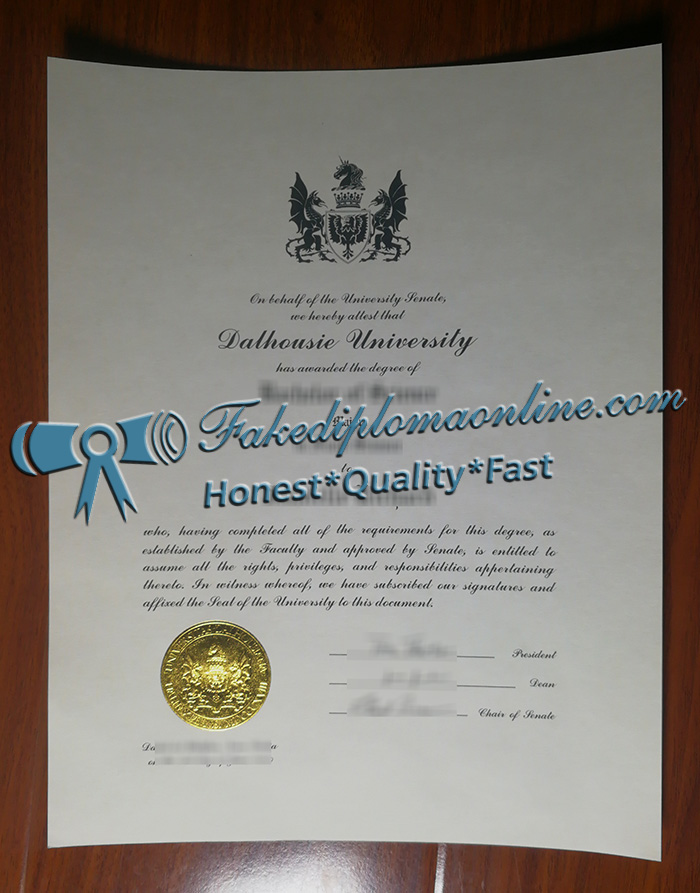 On behalf of the University Senate,
we hereby attest that
Dalhousie University
has awarded the degree of
Fakediplomaonline.com
Honest*Quality*Fast
to
who, having completed all of the requirements for this degree, as
established by the Faculty and approved by Senate, is entitled to
assume all the rights, privileges, and responsibilities appertaining
thereto. In witness whereof, we have subscribed our signatures and
affixed the Seal of the University to this document.
President
Dean
Chair of Senate